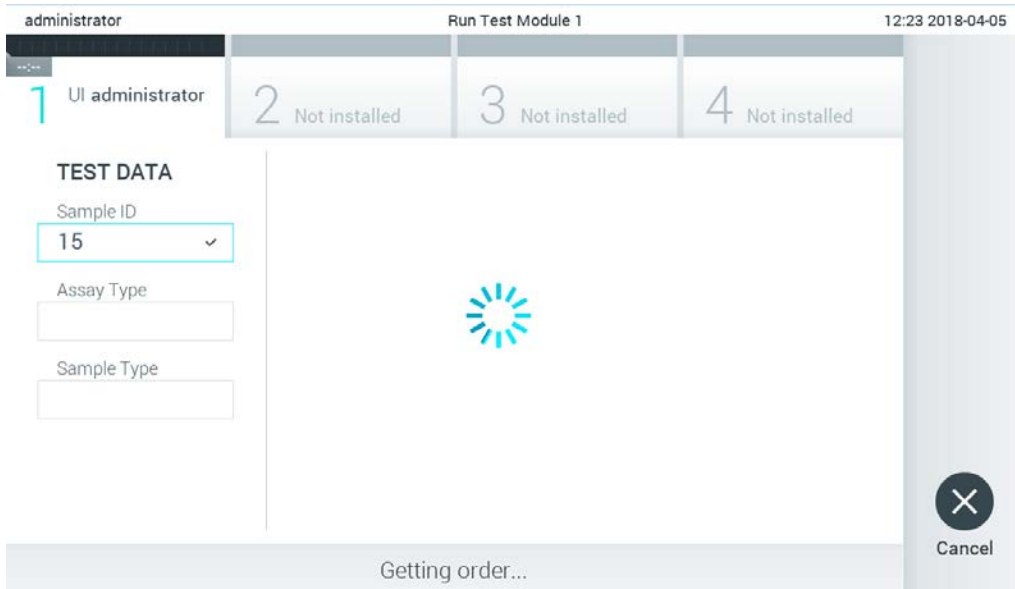 administrator Run Test Module 1 12:23 2018-04-05
--:--
1 UI administrator 2 Not installed 3 Not installed 4 Not installed
TEST DATA
Sample ID
15
Assay Type
Sample Type
Cancel
Getting order...